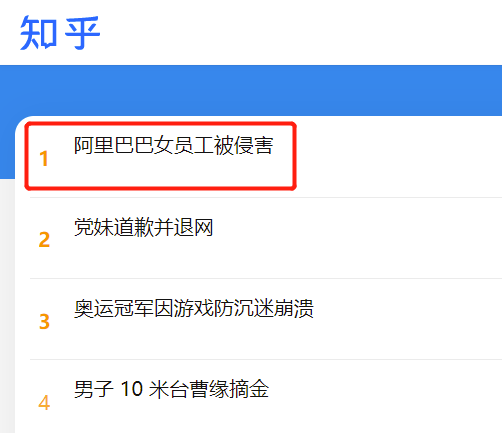 知乎
1 阿里巴巴女员工被侵害
2 党妹道歉并退网
3 奥运冠军因游戏防沉迷崩溃
4 男子 10 米台曹缘摘金